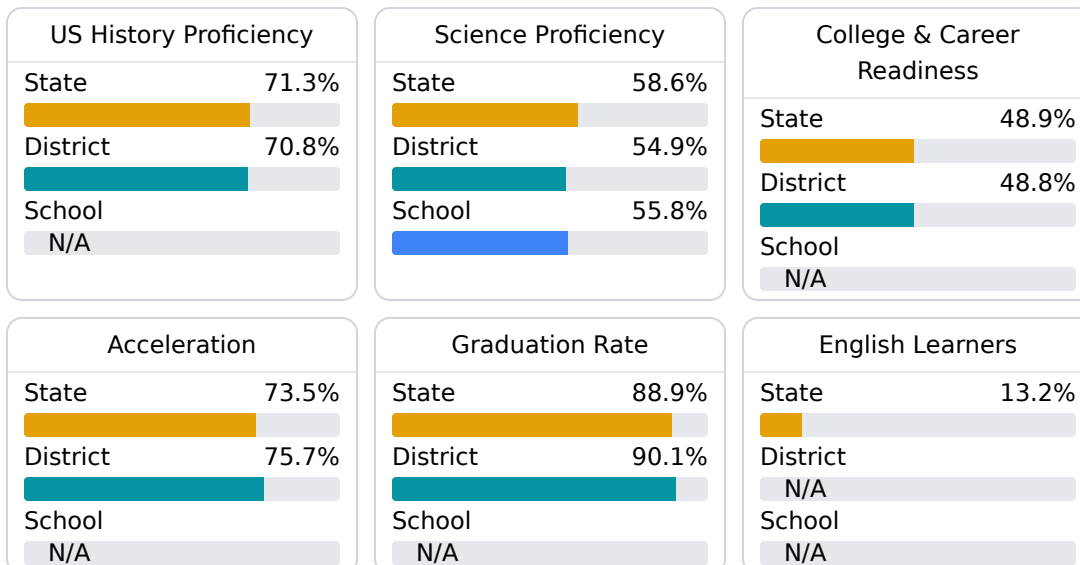 US History Proficiency
State 71.3%
District 70.8%
School
N/A
Science Proficiency
State 58.6%
District 54.9%
School 55.8%
College & Career
Readiness
State 48.9%
District 48.8%
School
N/A
Acceleration
State 73.5%
District 75.7%
School
N/A
Graduation Rate
State 88.9%
District 90.1%
School
N/A
English Learners
State 13.2%
District
N/A
School
N/A